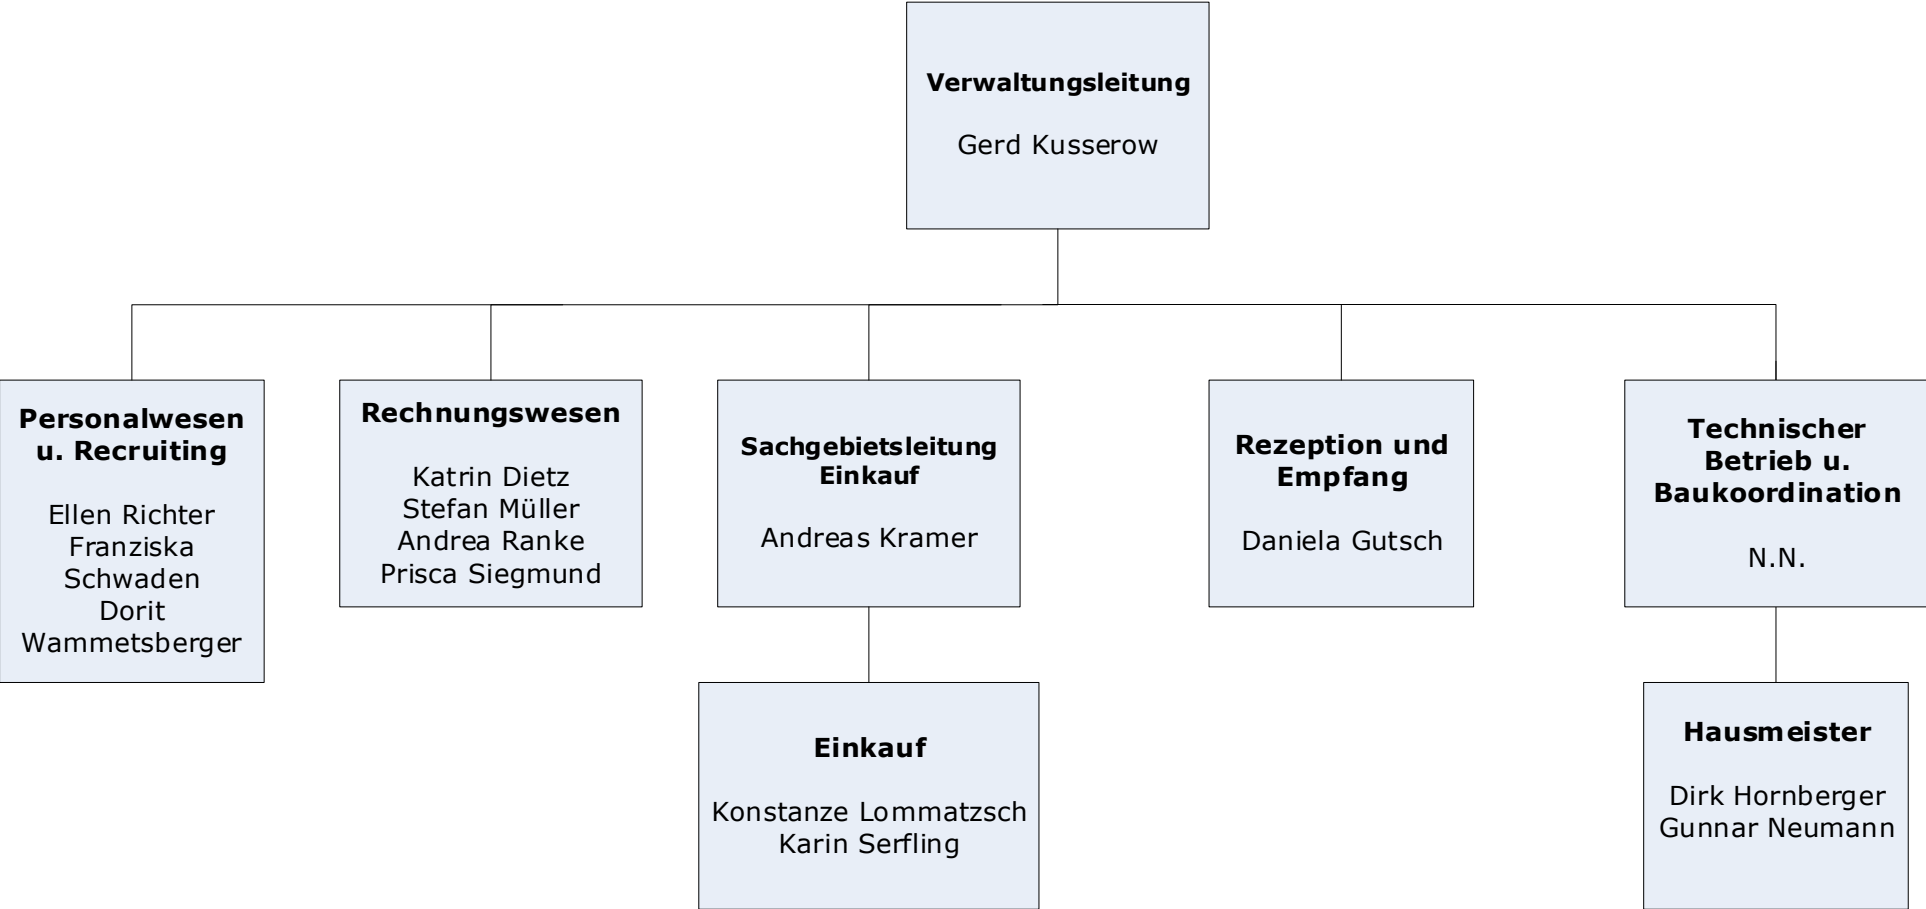 Verwaltungsleitung
Gerd Kusserow
Personalwesen
u. Recruiting
Ellen Richter
Franziska
Schwaden
Dorit
Wammetsberger
Rechnungswesen
Katrin Dietz
Stefan Müller
Andrea Ranke
Prisca Siegmund
Sachgebietsleitung
Einkauf
Andreas Kramer
Rezeption und
Empfang
Daniela Gutsch
Technischer
Betrieb u.
Baukoordination
N.N.
Einkauf
Konstanze Lommatzsch
Karin Serfling
Hausmeister
Dirk Hornberger
Gunnar Neumann